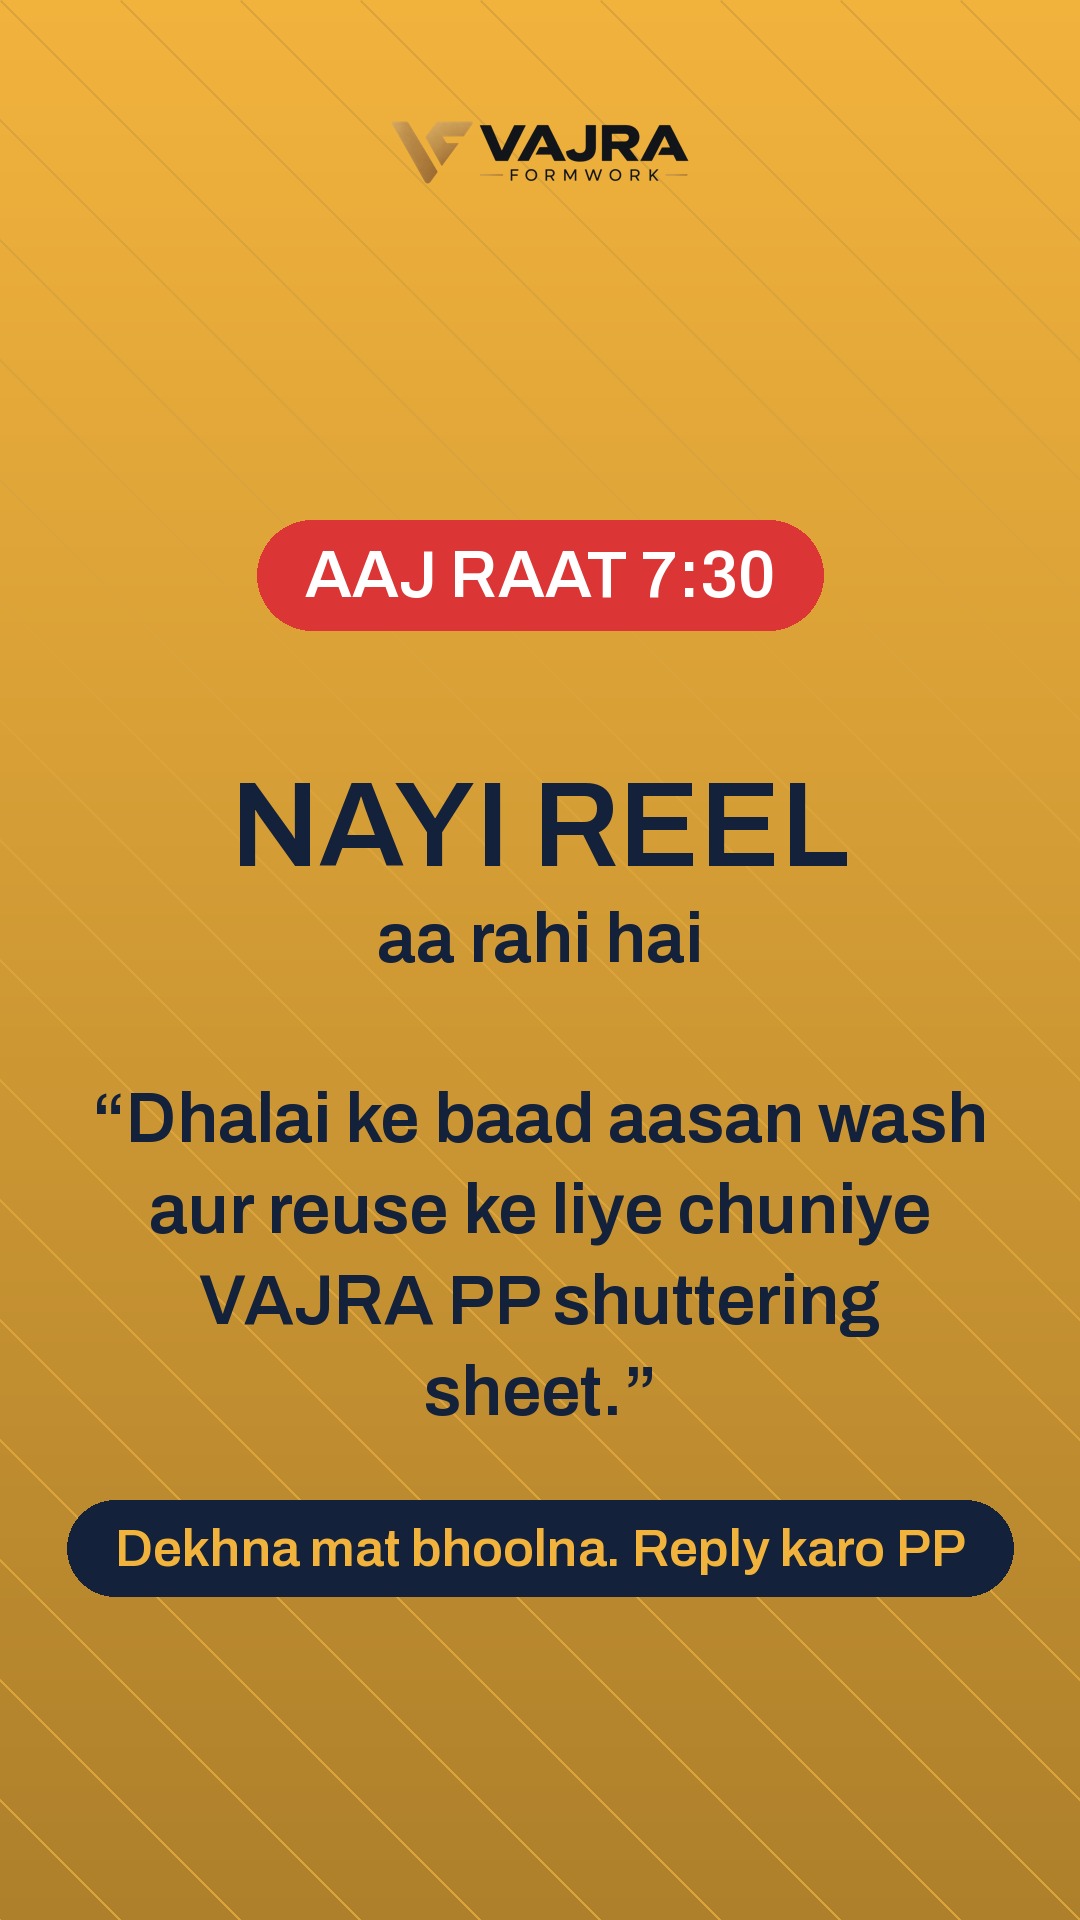 VAJRA
FORMWORK
AAJ RAAT 7:30
NAYI REEL
aa rahi hai
“Dhalai ke baad aasan wash
aur reuse ke liye chuniye
VAJRA PP shuttering
sheet.”
Dekhna mat bhoolna. Reply karo PP